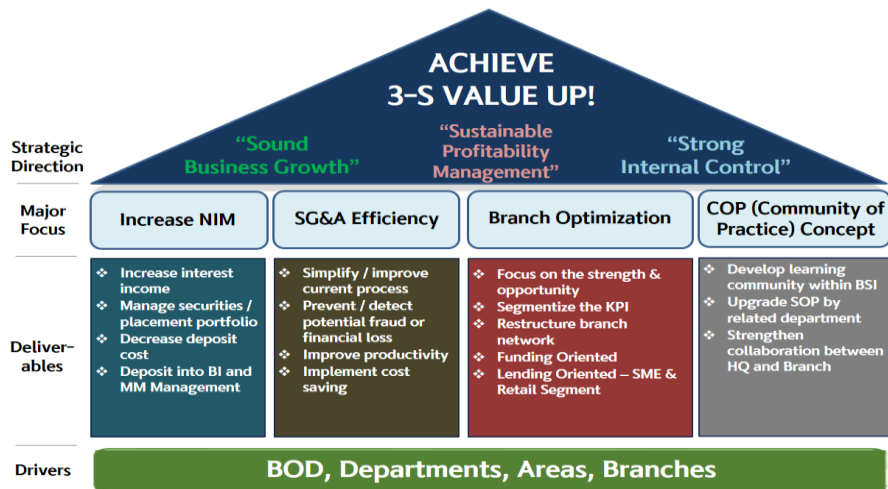 ACHIEVE
3-S VALUE UP!
Strategic
Direction
“Sound
Business Growth”
“Sustainable
Profitability
Management”
“Strong
Internal Control”
Major
Focus
Increase NIM
SG&A Efficiency
Branch Optimization
COP (Community of
Practice) Concept
Deliver-
ables
❖ Increase interest
income
❖ Manage securities /
placement portfolio
❖ Decrease deposit
cost
❖ Deposit into BI and
MM Management
❖ Simplify / improve
current process
❖ Prevent / detect
potential fraud or
financial loss
❖ Improve productivity
❖ Implement cost
saving
❖ Focus on the strength &
opportunity
❖ Segmentize the KPI
❖ Restructure branch
network
❖ Funding Oriented
❖ Lending Oriented – SME &
Retail Segment
❖ Develop learning
community within BSI
❖ Upgrade SOP by
related department
❖ Strengthen
collaboration between
HQ and Branch
Drivers
BOD, Departments, Areas, Branches